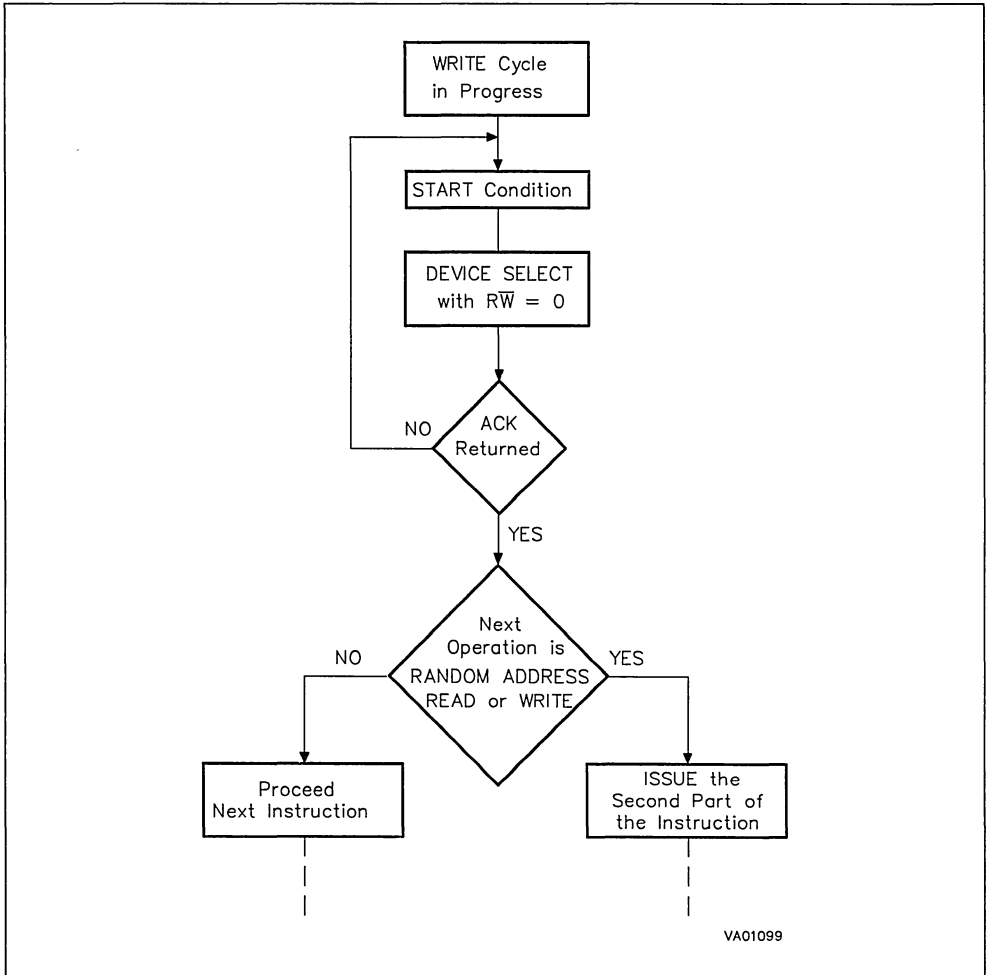 WRITE Cycle
in Progress
START Condition
DEVICE SELECT
with RW̅ = 0
ACK
Returned
NO
YES
Next
Operation is
RANDOM ADDRESS
READ or WRITE
NO
YES
Proceed
Next Instruction
ISSUE the
Second Part of
the Instruction
VA01099